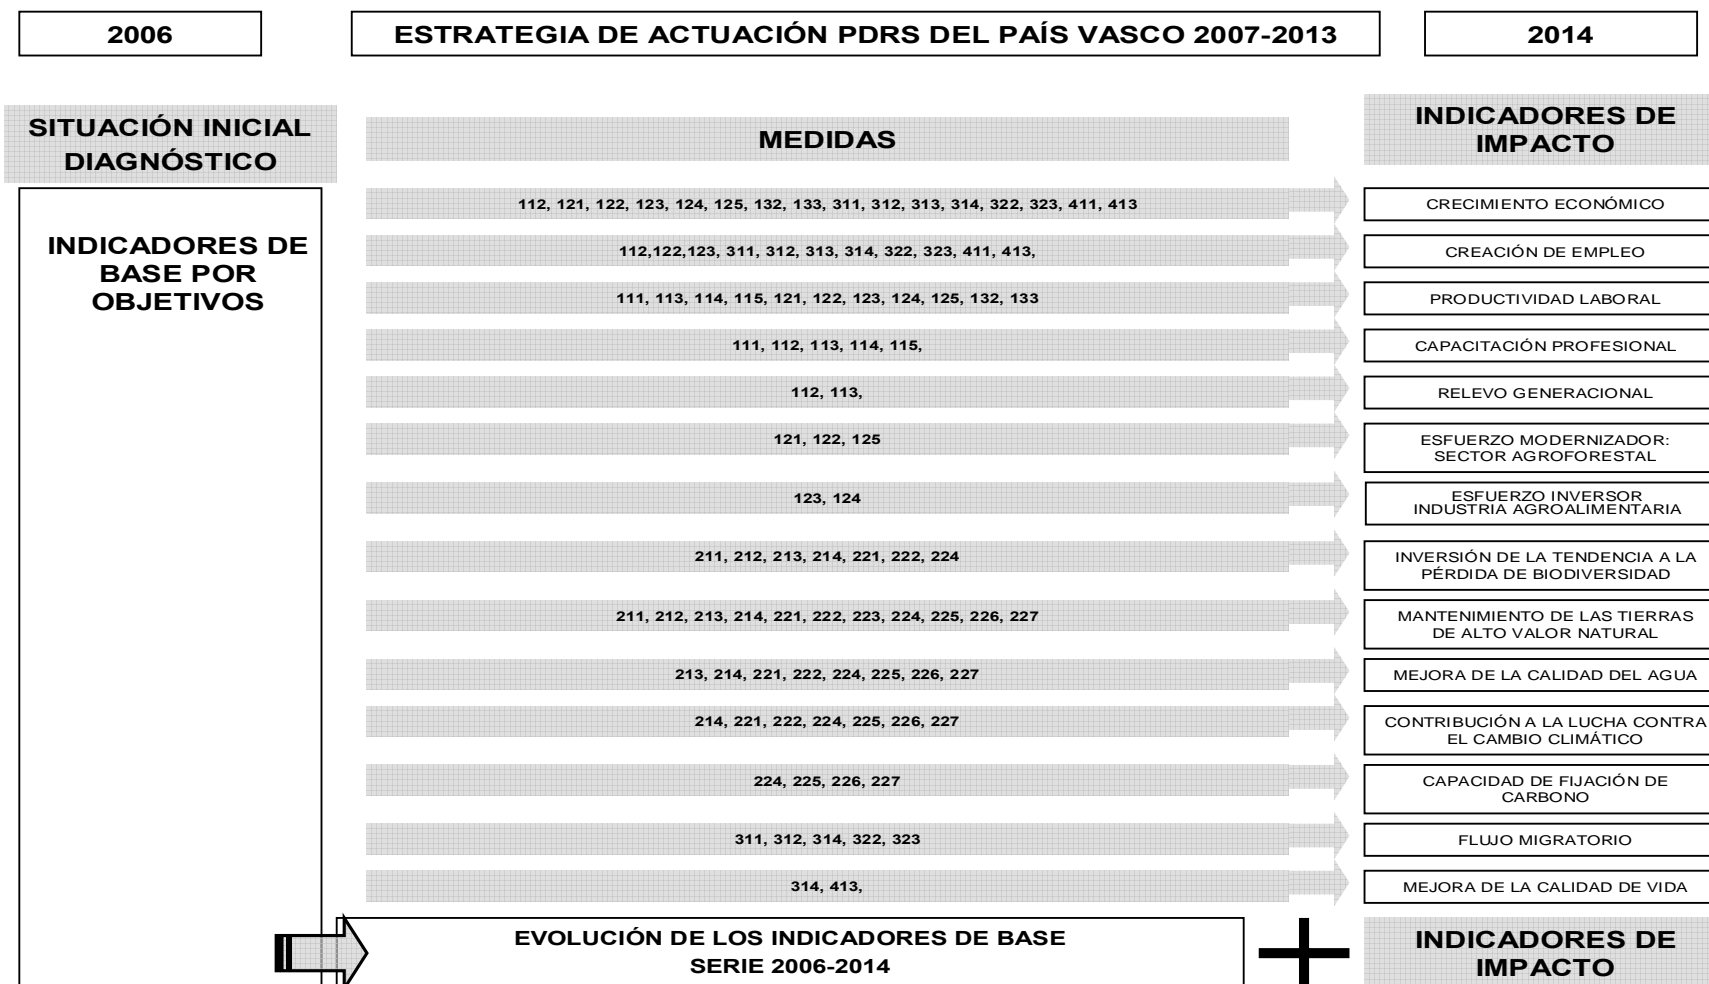 2006
ESTRATEGIA DE ACTUACIÓN PDRS DEL PAÍS VASCO 2007-2013
2014
SITUACIÓN INICIAL
DIAGNÓSTICO
MEDIDAS
INDICADORES DE
IMPACTO
INDICADORES DE
BASE POR
OBJETIVOS
112, 121, 122, 123, 124, 125, 132, 133, 311, 312, 313, 314, 322, 323, 411, 413
CRECIMIENTO ECONÓMICO
112,122,123, 311, 312, 313, 314, 322, 323, 411, 413,
CREACIÓN DE EMPLEO
111, 113, 114, 115, 121, 122, 123, 124, 125, 132, 133
PRODUCTIVIDAD LABORAL
111, 112, 113, 114, 115,
CAPACITACIÓN PROFESIONAL
112, 113,
RELEVO GENERACIONAL
121, 122, 125
ESFUERZO MODERNIZADOR:
SECTOR AGROFORESTAL
123, 124
ESFUERZO INVERSOR
INDUSTRIA AGROALIMENTARIA
211, 212, 213, 214, 221, 222, 224
INVERSIÓN DE LA TENDENCIA A LA
PÉRDIDA DE BIODIVERSIDAD
211, 212, 213, 214, 221, 222, 223, 224, 225, 226, 227
MANTENIMIENTO DE LAS TIERRAS
DE ALTO VALOR NATURAL
213, 214, 221, 222, 224, 225, 226, 227
MEJORA DE LA CALIDAD DEL AGUA
214, 221, 222, 224, 225, 226, 227
CONTRIBUCIÓN A LA LUCHA CONTRA
EL CAMBIO CLIMÁTICO
224, 225, 226, 227
CAPACIDAD DE FIJACIÓN DE
CARBONO
311, 312, 314, 322, 323
FLUJO MIGRATORIO
314, 413,
MEJORA DE LA CALIDAD DE VIDA
EVOLUCIÓN DE LOS INDICADORES DE BASE
SERIE 2006-2014
INDICADORES DE
IMPACTO